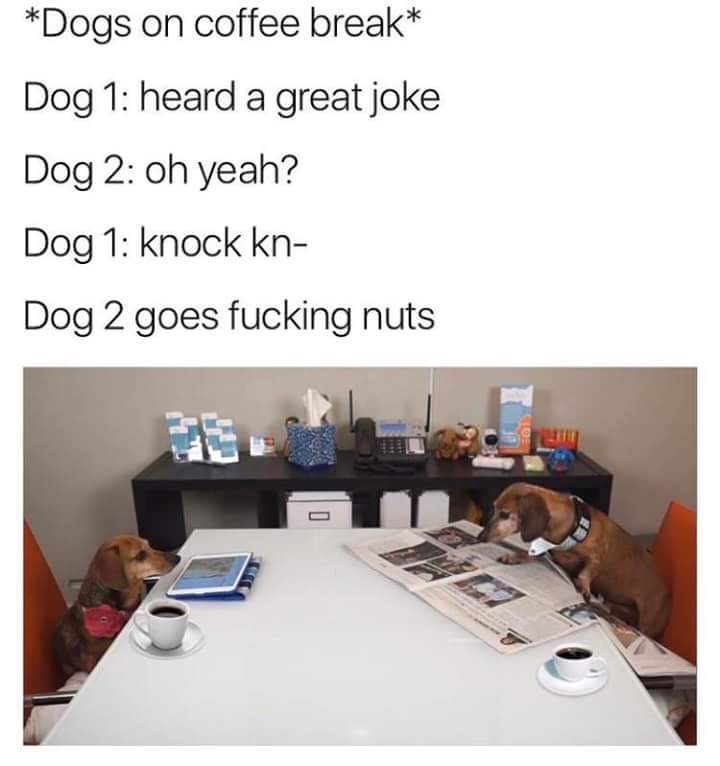 *Dogs on coffee break*
Dog 1: heard a great joke
Dog 2: oh yeah?
Dog 1: knock kn-
Dog 2 goes fucking nuts